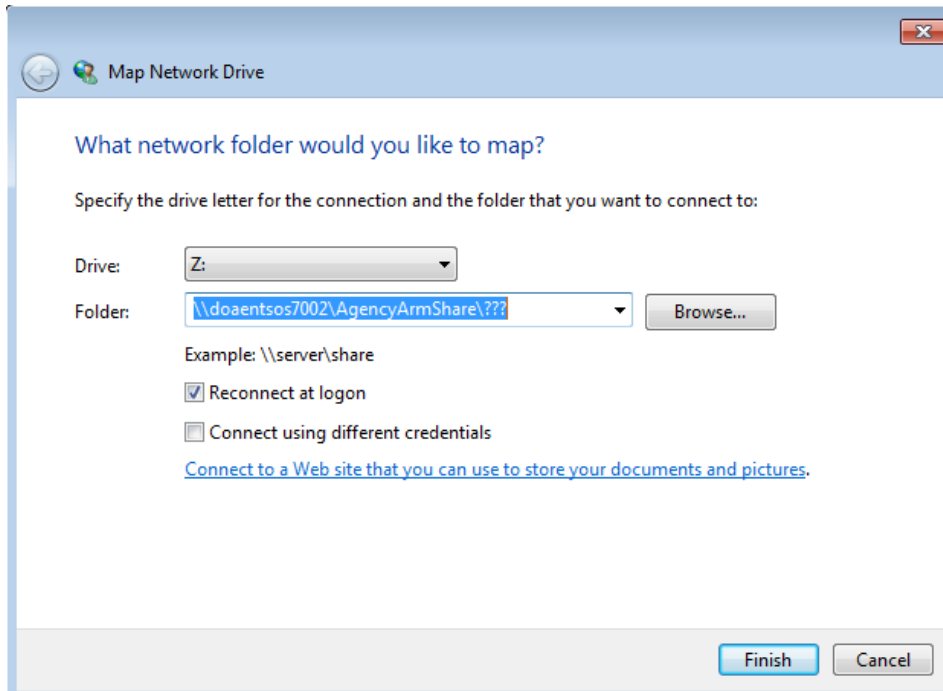 Map Network Drive
What network folder would you like to map?
Specify the drive letter for the connection and the folder that you want to connect to:
Drive: Z:
Folder: \\doaentsos7002\AgencyArmShare\??? Browse...
Example: \\server\share
Reconnect at logon
Connect using different credentials
Connect to a Web site that you can use to store your documents and pictures.
Finish Cancel